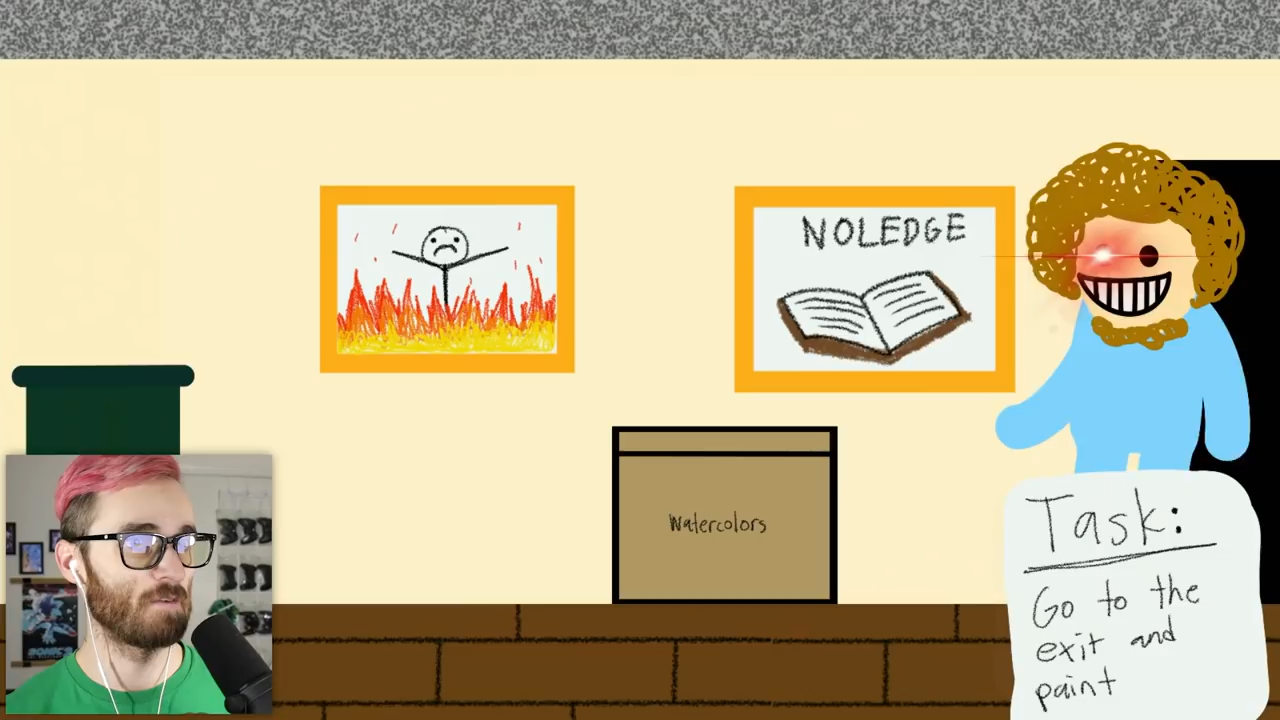 NOLEDGE
Watercolors
Task:
Go to the
exit and
paint